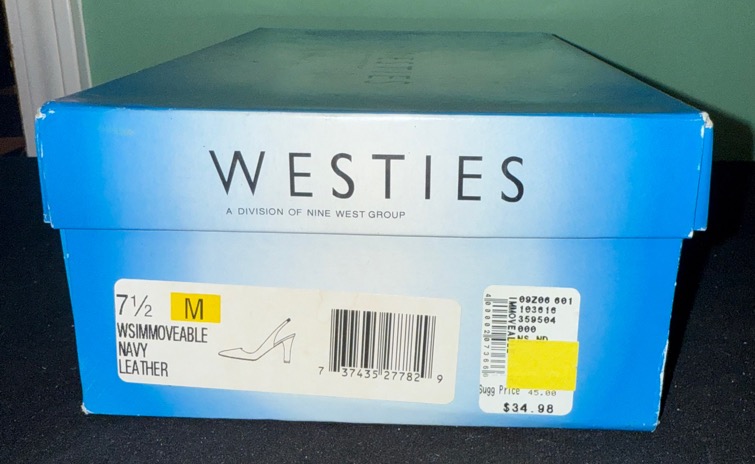 WESTIES
WESTIES
A DIVISION OF NINE WEST GROUP
7½ M
WSIMMOVEABLE
NAVY
LEATHER
7 37435 27782 9
09Z06 601
103616
359504
000
Sugg Price 45.00
$34.98